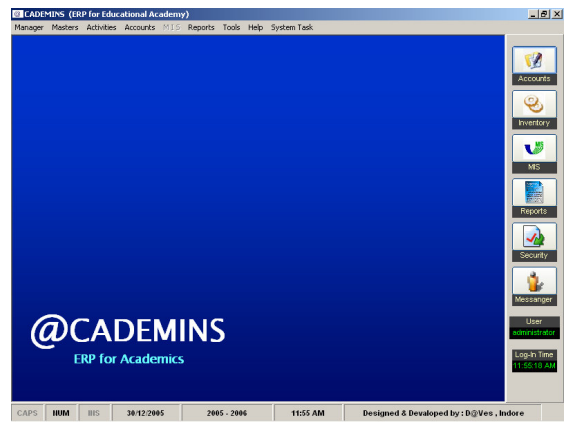 @CADEMINS (ERP for Educational Academy)
Manager Masters Activities Accounts MIS Reports Tools Help System Task
Accounts
Inventory
MIS
MIS
Reports
Security
Messanger
User
administrator
Log-In Time
11:55:18 AM
@CADEMINS
ERP for Academics
CAPS NUM INS 30/12/2005 2005 - 2006 11:55 AM Designed & Devaloped by : D@Ves , Indore